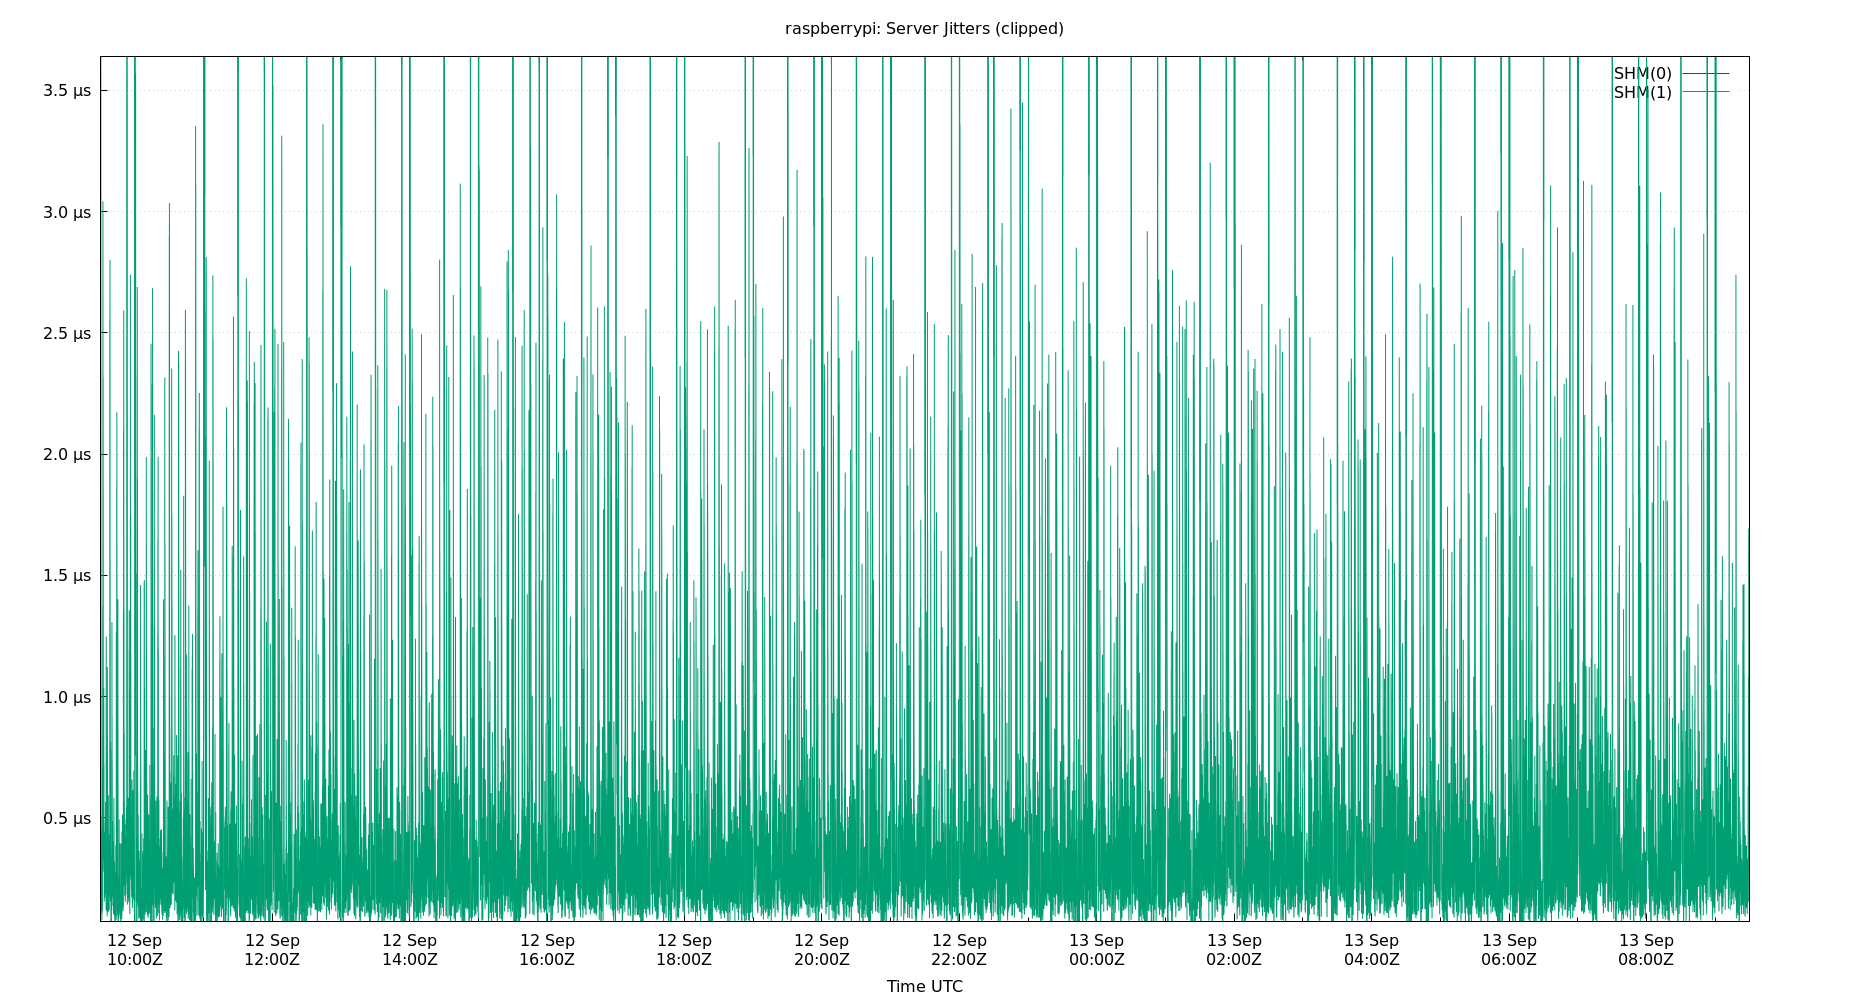 raspberrypi: Server Jitters (clipped)
SHM(0)
SHM(1)
3.5 μs
3.0 μs
2.5 μs
2.0 μs
1.5 μs
1.0 μs
0.5 μs
12 Sep 12 Sep 12 Sep 12 Sep 12 Sep 12 Sep 12 Sep 13 Sep 13 Sep 13 Sep 13 Sep 13 Sep
10:00Z 12:00Z 14:00Z 16:00Z 18:00Z 20:00Z 22:00Z 00:00Z 02:00Z 04:00Z 06:00Z 08:00Z
Time UTC